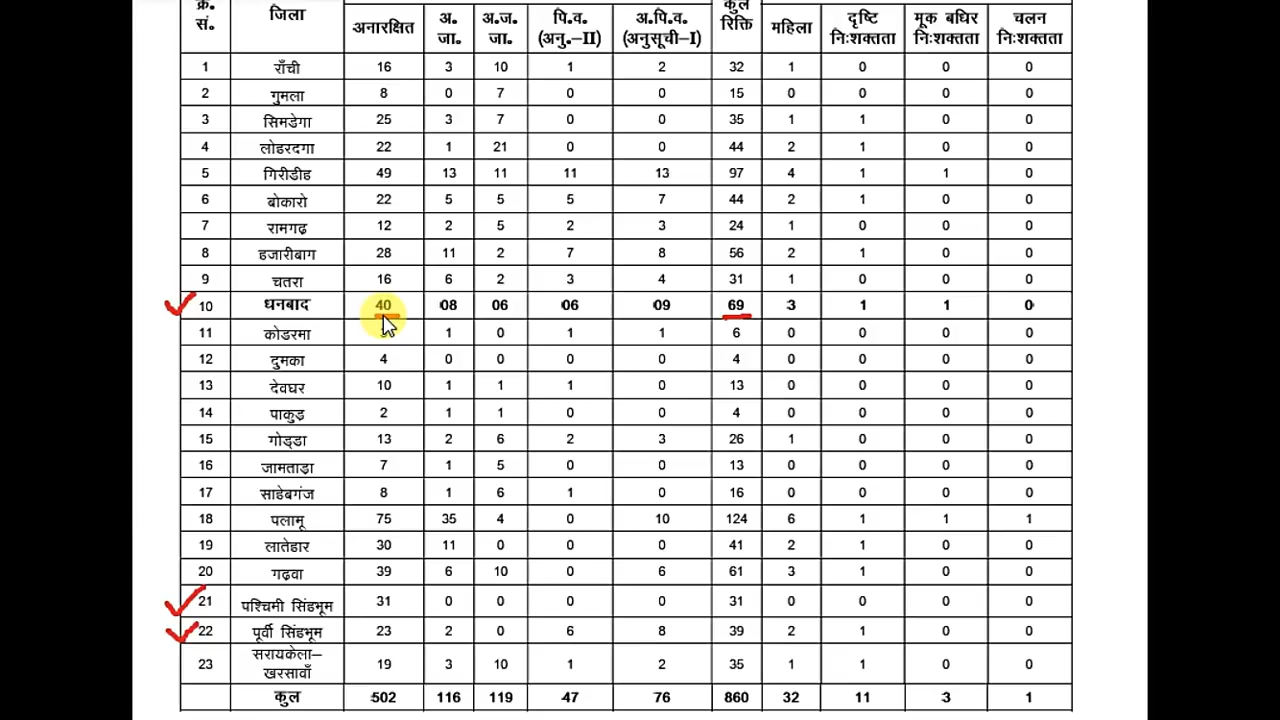 क्र. सं. जिला अनारक्षित अ. जा. अ.ज. जा. पि.व. (अनु.–II) अ.पि.व. (अनुसूची–I) कुल रिक्ति महिला दृष्टि निःशक्तता मूक बधिर निःशक्तता चलन निःशक्तता
1 राँची 16 3 10 1 2 32 1 0 0 0
2 गुमला 8 0 7 0 0 15 0 0 0 0
3 सिमडेगा 25 3 7 0 0 35 1 1 0 0
4 लोहरदगा 22 1 21 0 0 44 2 1 0 0
5 गिरीडीह 49 13 11 11 13 97 4 1 1 0
6 बोकारो 22 5 5 5 7 44 2 1 0 0
7 रामगढ़ 12 2 5 2 3 24 1 0 0 0
8 हजारीबाग 28 11 2 7 8 56 2 1 0 0
9 चतरा 16 6 2 3 4 31 1 0 0 0
10 धनबाद 40 08 06 06 09 69 3 1 1 0
11 कोडरमा 1 0 1 1 6 0 0 0 0
12 दुमका 4 0 0 0 0 4 0 0 0 0
13 देवघर 10 1 1 1 0 13 0 0 0 0
14 पाकुड़ 2 1 1 0 0 4 0 0 0 0
15 गोड्डा 13 2 6 2 3 26 1 0 0 0
16 जामताड़ा 7 1 5 0 0 13 0 0 0 0
17 साहेबगंज 8 1 6 1 0 16 0 0 0 0
18 पलामू 75 35 4 0 10 124 6 1 1 1
19 लातेहार 30 11 0 0 0 41 2 1 0 0
20 गढ़वा 39 6 10 0 6 61 3 1 0 0
21 पश्चिमी सिंहभूम 31 0 0 0 0 31 0 0 0 0
22 पूर्वी सिंहभूम 23 2 0 6 8 39 2 1 0 0
23 सरायकेला– खरसावाँ 19 3 10 1 2 35 1 1 0 0
कुल 502 116 119 47 76 860 32 11 3 1